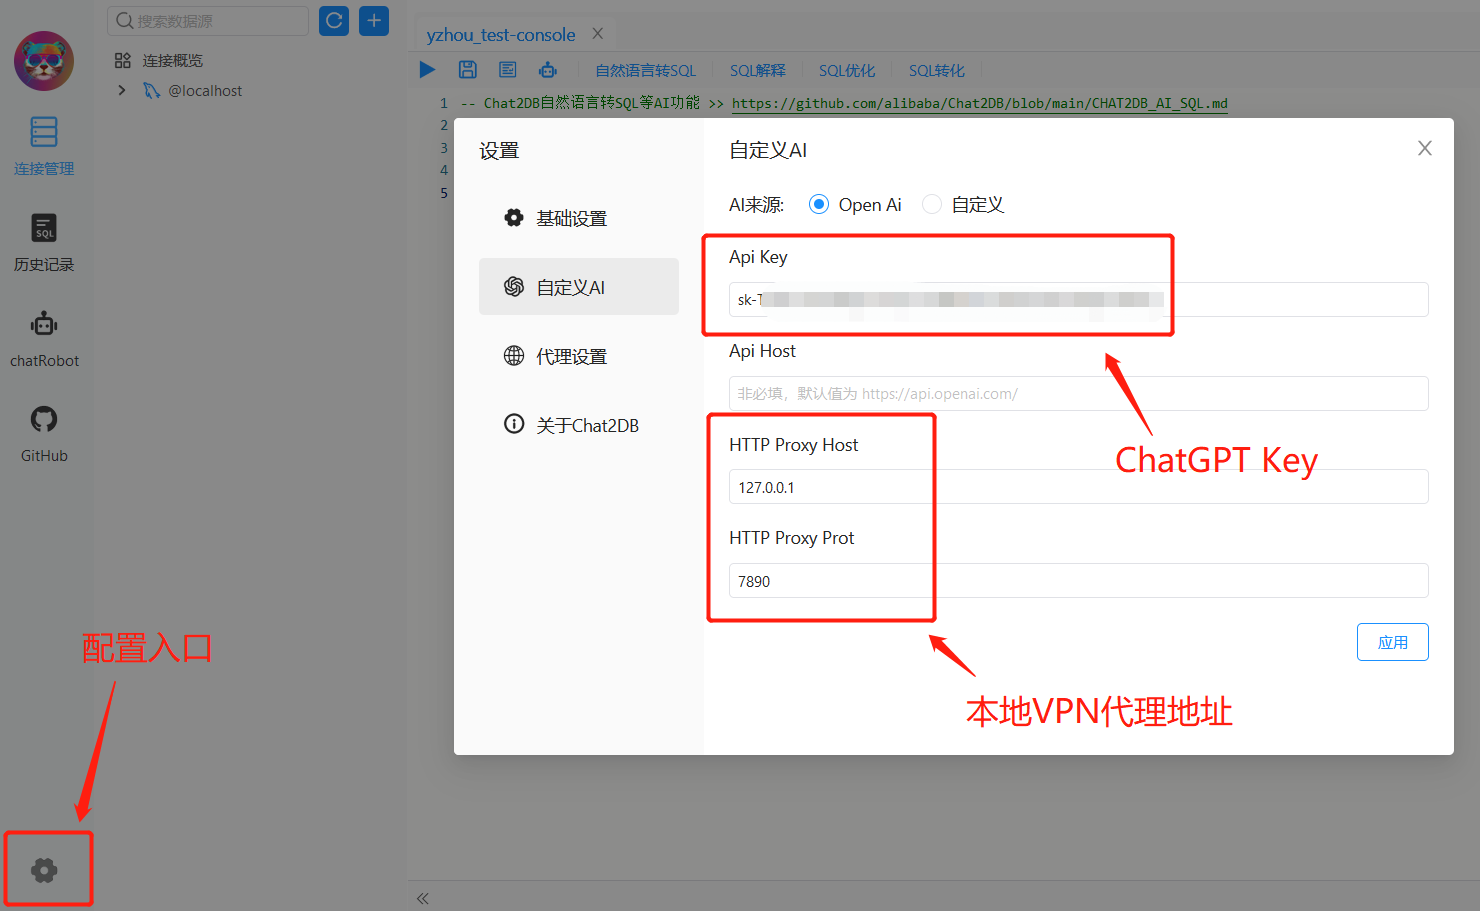 搜索数据源
连接概览
@localhost
连接管理
历史记录
chatRobot
GitHub
yzhou_test-console
自然语言转SQL
SQL解释
SQL优化
SQL转化
1 -- Chat2DB自然语言转SQL等AI功能 >> https://github.com/alibaba/Chat2DB/blob/main/CHAT2DB_AI_SQL.md
2
3
4
5
设置
基础设置
自定义AI
代理设置
关于Chat2DB
自定义AI
AI来源: Open Ai 自定义
Api Key
sk-
Api Host
非必填，默认值为 https://api.openai.com/
HTTP Proxy Host
127.0.0.1
HTTP Proxy Prot
7890
应用
ChatGPT Key
本地VPN代理地址
配置入口